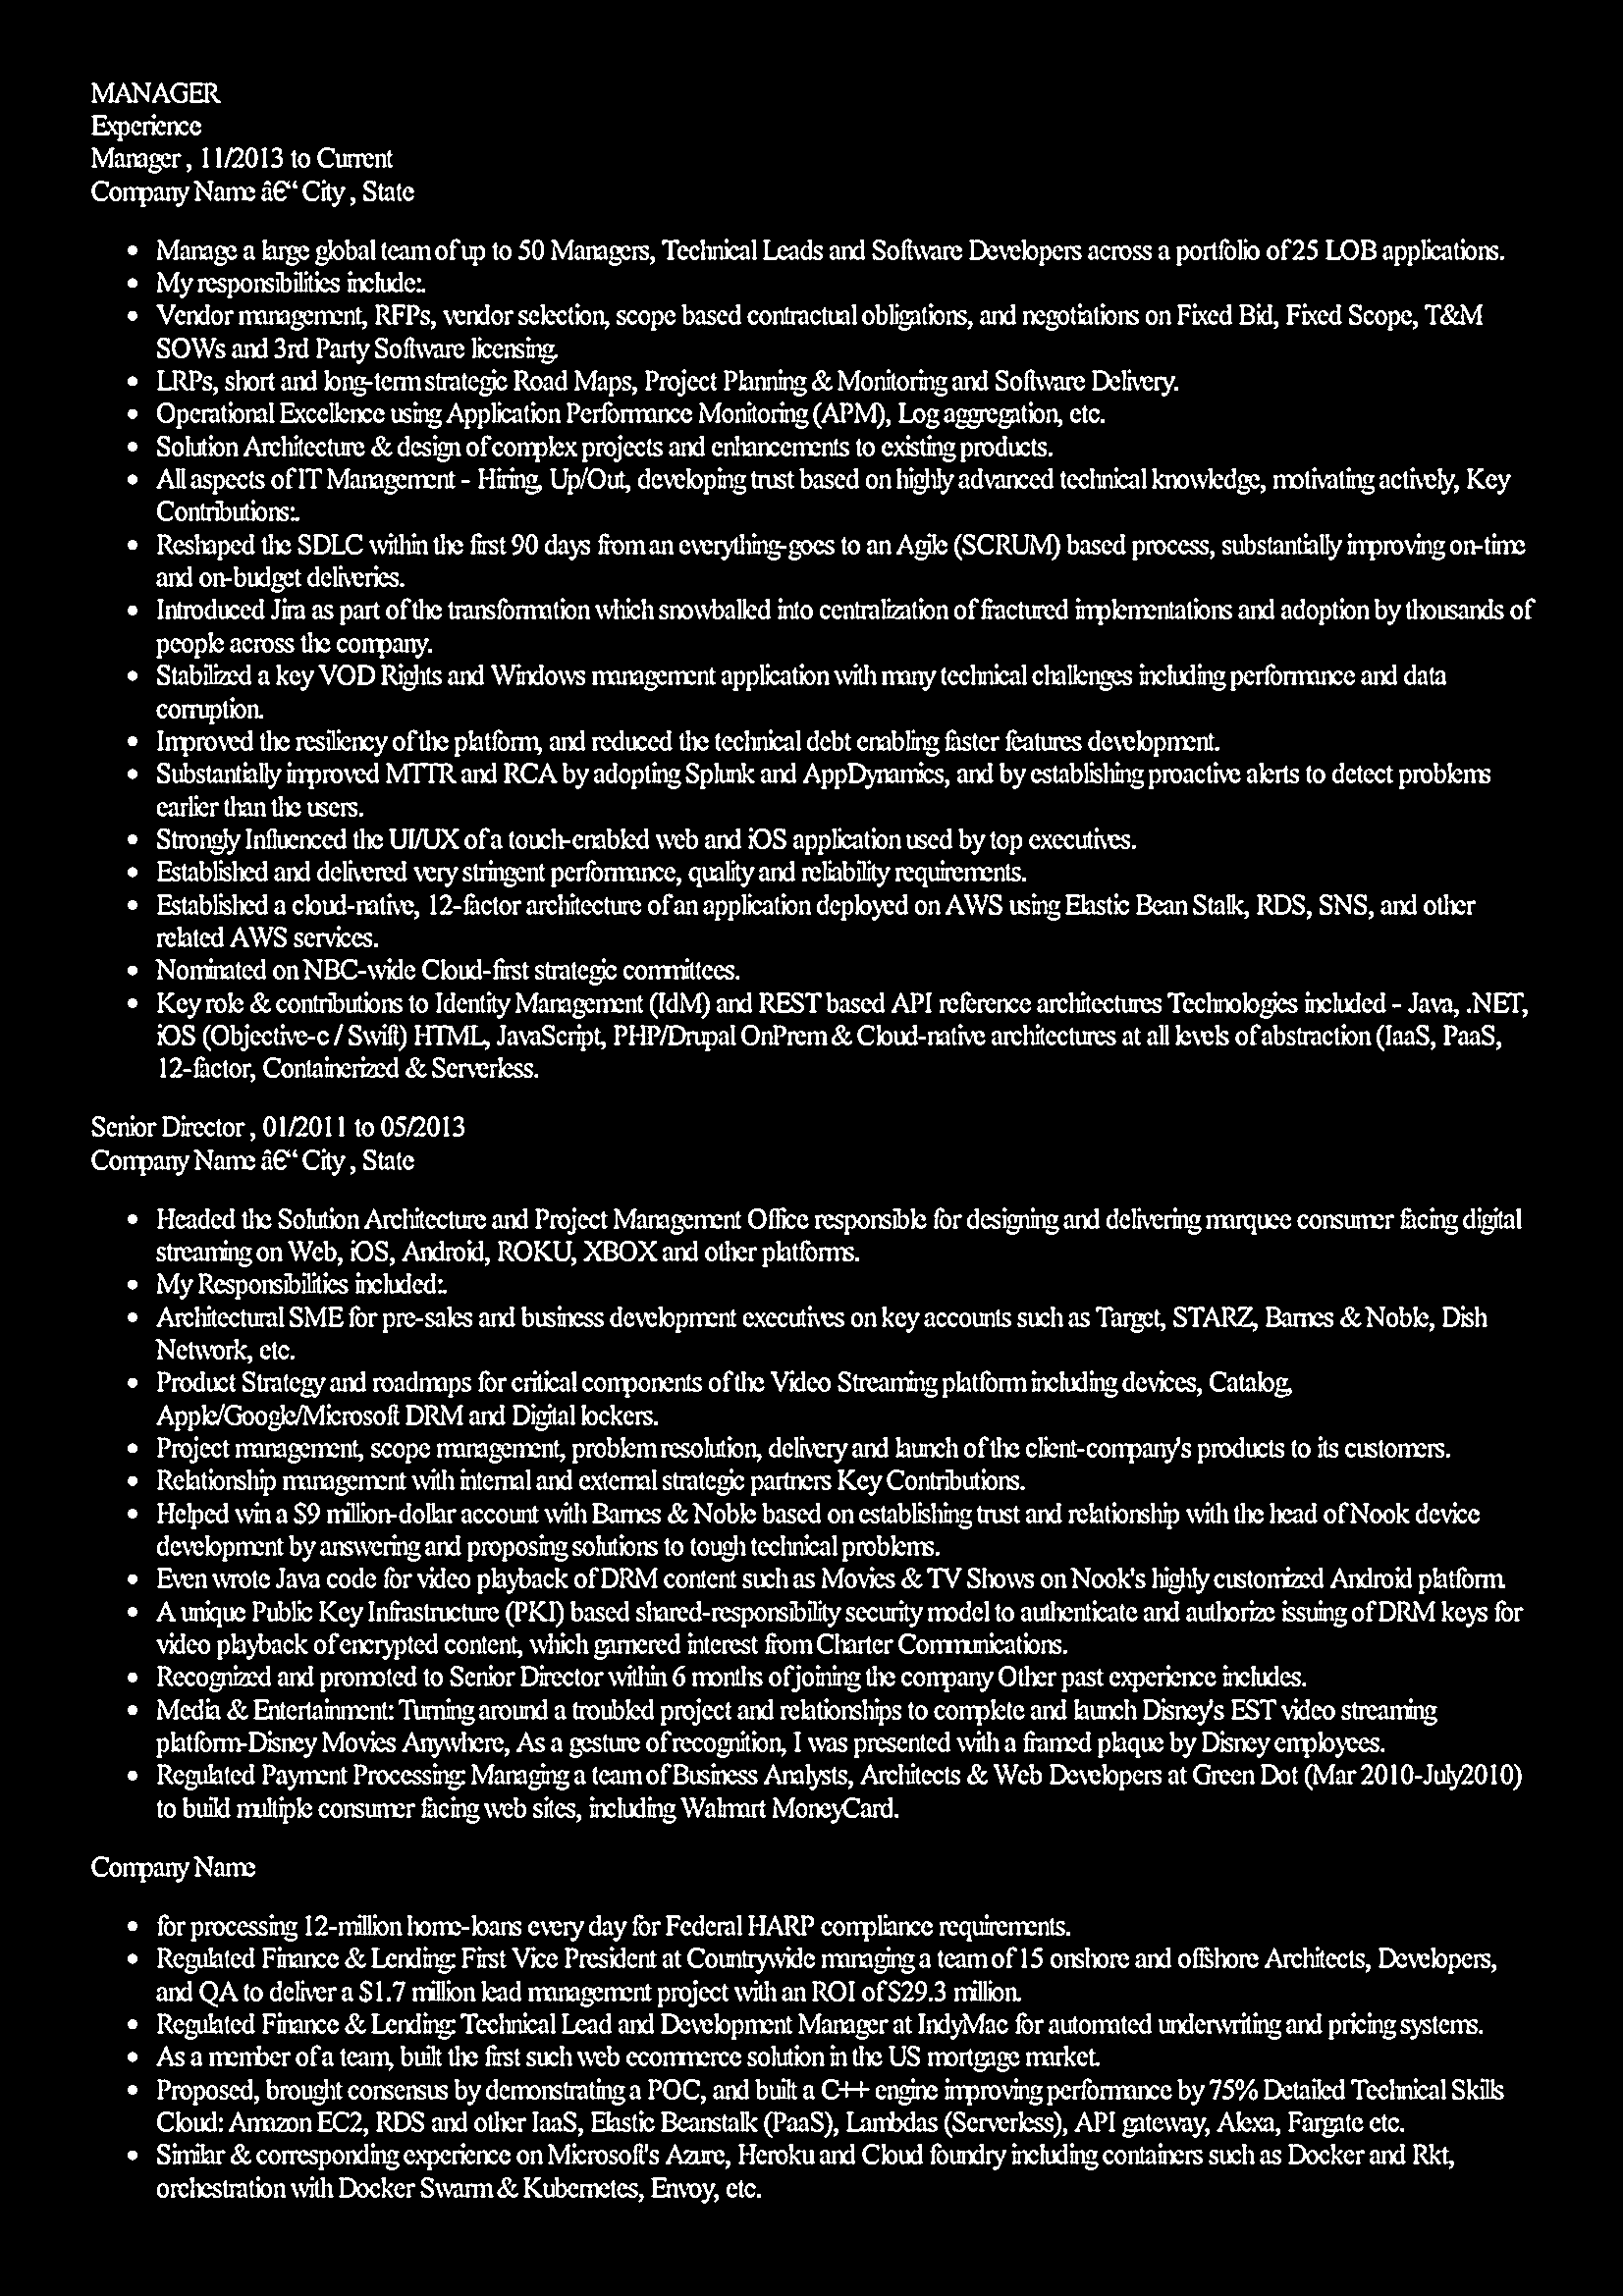 MANAGER
Experience
Manager , 11/2013 to Current
Company Name â€“ City , State
• Manage a large global team of up to 50 Managers, Technical Leads and Software Developers across a portfolio of 25 LOB applications.
• My responsibilities include:.
• Vendor management, RFPs, vendor selection, scope based contractual obligations, and negotiations on Fixed Bid, Fixed Scope, T&M
SOWs and 3rd Party Software licensing.
• LRPs, short and long-term strategic Road Maps, Project Planning & Monitoring and Software Delivery.
• Operational Excellence using Application Performance Monitoring (APM), Log aggregation, etc.
• Solution Architecture & design of complex projects and enhancements to existing products.
• All aspects of IT Management - Hiring, Up/Out, developing trust based on highly advanced technical knowledge, motivating actively, Key
Contributions:.
• Reshaped the SDLC within the first 90 days from an everything-goes to an Agile (SCRUM) based process, substantially improving on-time
and on-budget deliveries.
• Introduced Jira as part of the transformation which snowballed into centralization of fractured implementations and adoption by thousands of
people across the company.
• Stabilized a key VOD Rights and Windows management application with many technical challenges including performance and data
corruption.
• Improved the resiliency of the platform, and reduced the technical debt enabling faster features development.
• Substantially improved MTTR and RCA by adopting Splunk and AppDynamics, and by establishing proactive alerts to detect problems
earlier than the users.
• Strongly Influenced the UI/UX of a touch-enabled web and iOS application used by top executives.
• Established and delivered very stringent performance, quality and reliability requirements.
• Established a cloud-native, 12-factor architecture of an application deployed on AWS using Elastic Bean Stalk, RDS, SNS, and other
related AWS services.
• Nominated on NBC-wide Cloud-first strategic committees.
• Key role & contributions to Identity Management (IdM) and REST based API reference architectures Technologies included - Java, .NET,
iOS (Objective-c / Swift) HTML, JavaScript, PHP/Drupal OnPrem & Cloud-native architectures at all levels of abstraction (IaaS, PaaS,
12-factor, Containerized & Serverless.
Senior Director , 01/2011 to 05/2013
Company Name â€“ City , State
• Headed the Solution Architecture and Project Management Office responsible for designing and delivering marquee consumer facing digital
streaming on Web, iOS, Android, ROKU, XBOX and other platforms.
• My Responsibilities included:.
• Architectural SME for pre-sales and business development executives on key accounts such as Target, STARZ, Barnes & Noble, Dish
Network, etc.
• Product Strategy and roadmaps for critical components of the Video Streaming platform including devices, Catalog,
Apple/Google/Microsoft DRM and Digital lockers.
• Project management, scope management, problem resolution, delivery and launch of the client-company's products to its customers.
• Relationship management with internal and external strategic partners Key Contributions.
• Helped win a $9 million-dollar account with Barnes & Noble based on establishing trust and relationship with the head of Nook device
development by answering and proposing solutions to tough technical problems.
• Even wrote Java code for video playback of DRM content such as Movies & TV Shows on Nook's highly customized Android platform.
• A unique Public Key Infrastructure (PKI) based shared-responsibility security model to authenticate and authorize issuing of DRM keys for
video playback of encrypted content, which garnered interest from Charter Communications.
• Recognized and promoted to Senior Director within 6 months of joining the company Other past experience includes.
• Media & Entertainment: Turning around a troubled project and relationships to complete and launch Disney's EST video streaming
platform-Disney Movies Anywhere, As a gesture of recognition, I was presented with a framed plaque by Disney employees.
• Regulated Payment Processing: Managing a team of Business Analysts, Architects & Web Developers at Green Dot (Mar 2010-July2010)
to build multiple consumer facing web sites, including Walmart MoneyCard.
Company Name
• for processing 12-million home-loans every day for Federal HARP compliance requirements.
• Regulated Finance & Lending: First Vice President at Countrywide managing a team of 15 onshore and offshore Architects, Developers,
and QA to deliver a $1.7 million lead management project with an ROI of $29.3 million.
• Regulated Finance & Lending: Technical Lead and Development Manager at IndyMac for automated underwriting and pricing systems.
• As a member of a team, built the first such web ecommerce solution in the US mortgage market.
• Proposed, brought consensus by demonstrating a POC, and built a C++ engine improving performance by 75% Detailed Technical Skills
Cloud: Amazon EC2, RDS and other IaaS, Elastic Beanstalk (PaaS), Lambdas (Serverless), API gateway, Alexa, Fargate etc.
• Similar & corresponding experience on Microsoft's Azure, Heroku and Cloud foundry including containers such as Docker and Rkt,
orchestration with Docker Swarm & Kubernetes, Envoy, etc.